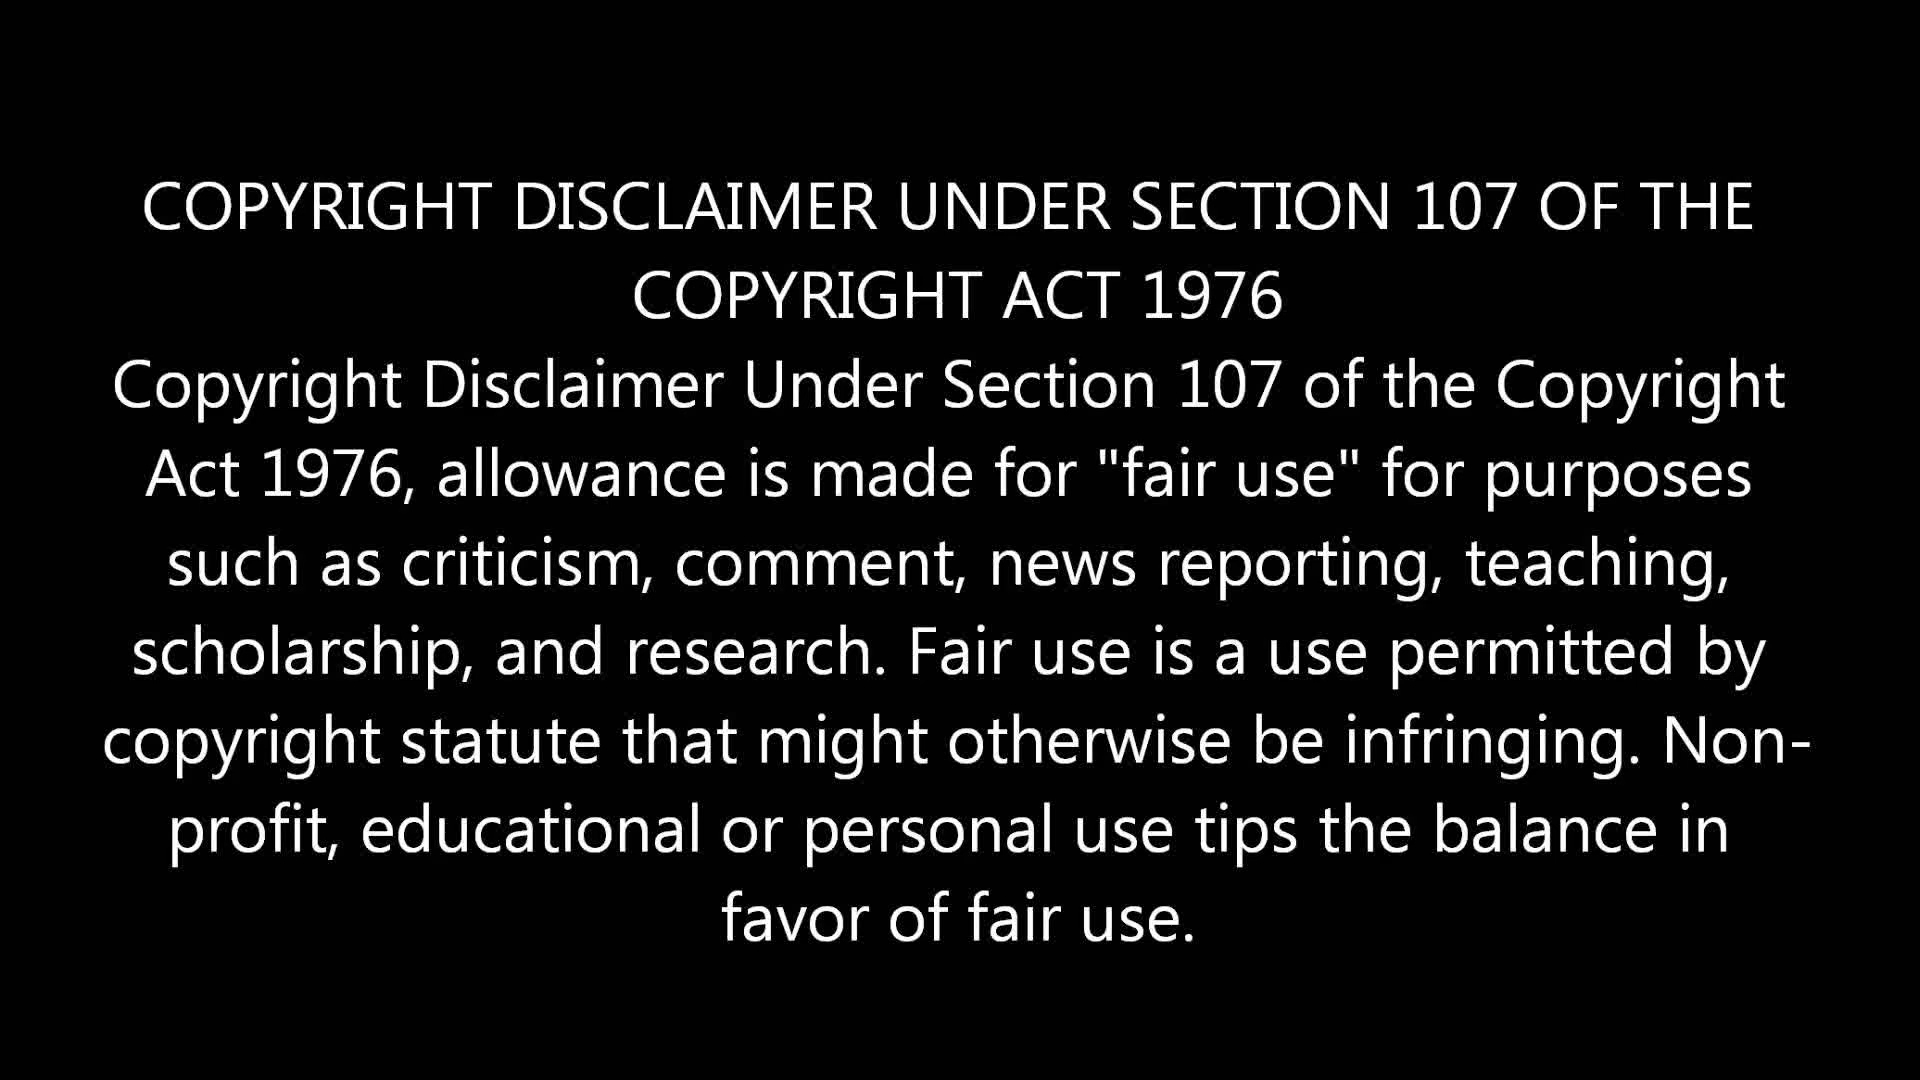 COPYRIGHT DISCLAIMER UNDER SECTION 107 OF THE
COPYRIGHT ACT 1976
Copyright Disclaimer Under Section 107 of the Copyright
Act 1976, allowance is made for "fair use" for purposes
such as criticism, comment, news reporting, teaching,
scholarship, and research. Fair use is a use permitted by
copyright statute that might otherwise be infringing. Non-
profit, educational or personal use tips the balance in
favor of fair use.